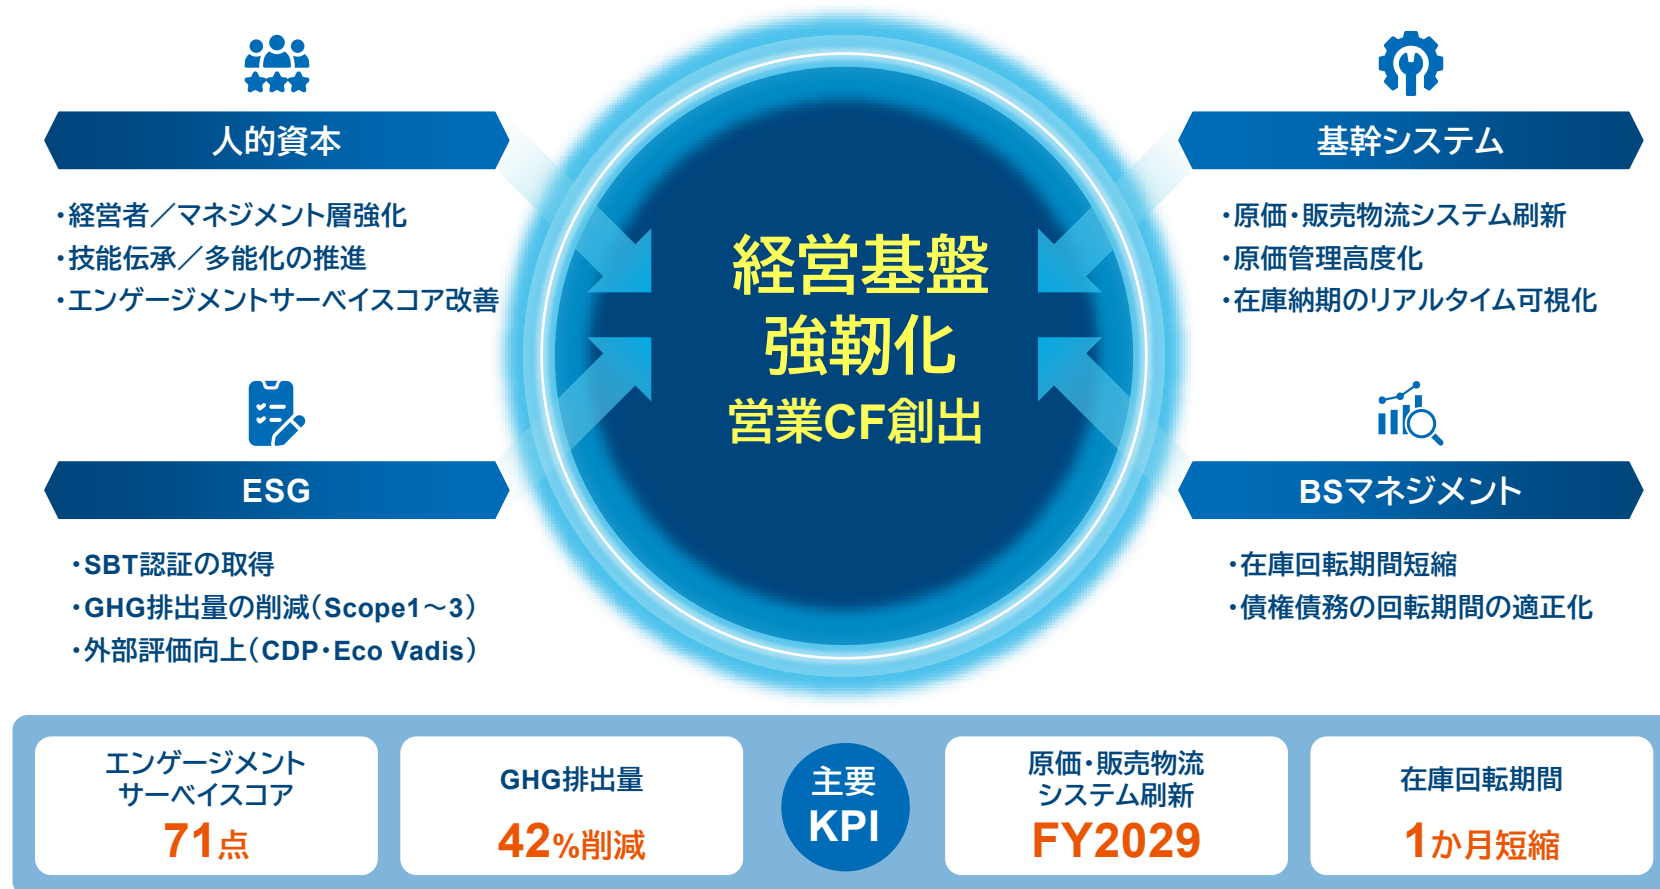 人的資本
・経営者／マネジメント層強化
・技能伝承／多能化の推進
・エンゲージメントサーベイスコア改善
ESG
・SBT認証の取得
・GHG排出量の削減（Scope1～3）
・外部評価向上（CDP・Eco Vadis）
経営基盤
強靭化
営業CF創出
基幹システム
・原価・販売物流システム刷新
・原価管理高度化
・在庫納期のリアルタイム可視化
BSマネジメント
・在庫回転期間短縮
・債権債務の回転期間の適正化
エンゲージメント
サーベイスコア
71点
GHG排出量
42%削減
主要
KPI
原価・販売物流
システム刷新
FY2029
在庫回転期間
1か月短縮